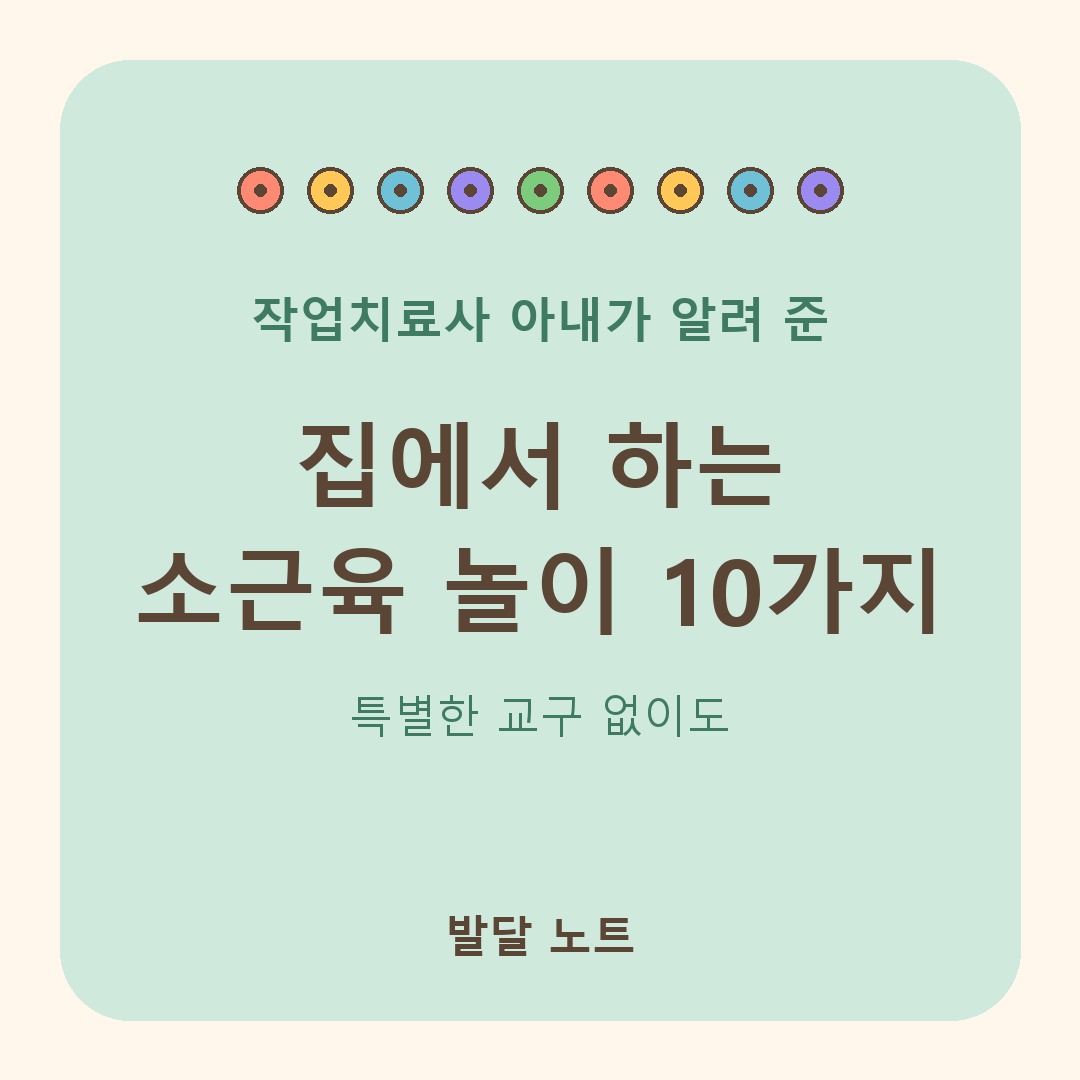 작업치료사 아내가 알려 준
집에서 하는
소근육 놀이 10가지
특별한 교구 없이도
발달 노트